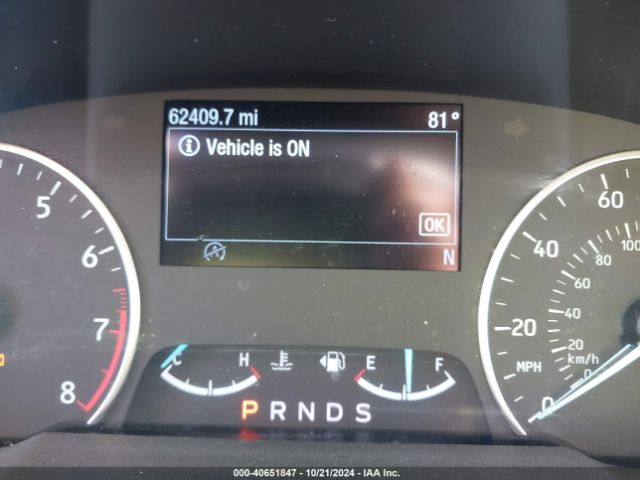 62409.7 mi 81°
Vehicle is ON
OK
N
5
6
7
8
60
40
20
0
MPH
100
80
60
40
20
0
km/h
C H E F
P R N D S
000-40651847 - 10/21/2024 - IAA Inc.